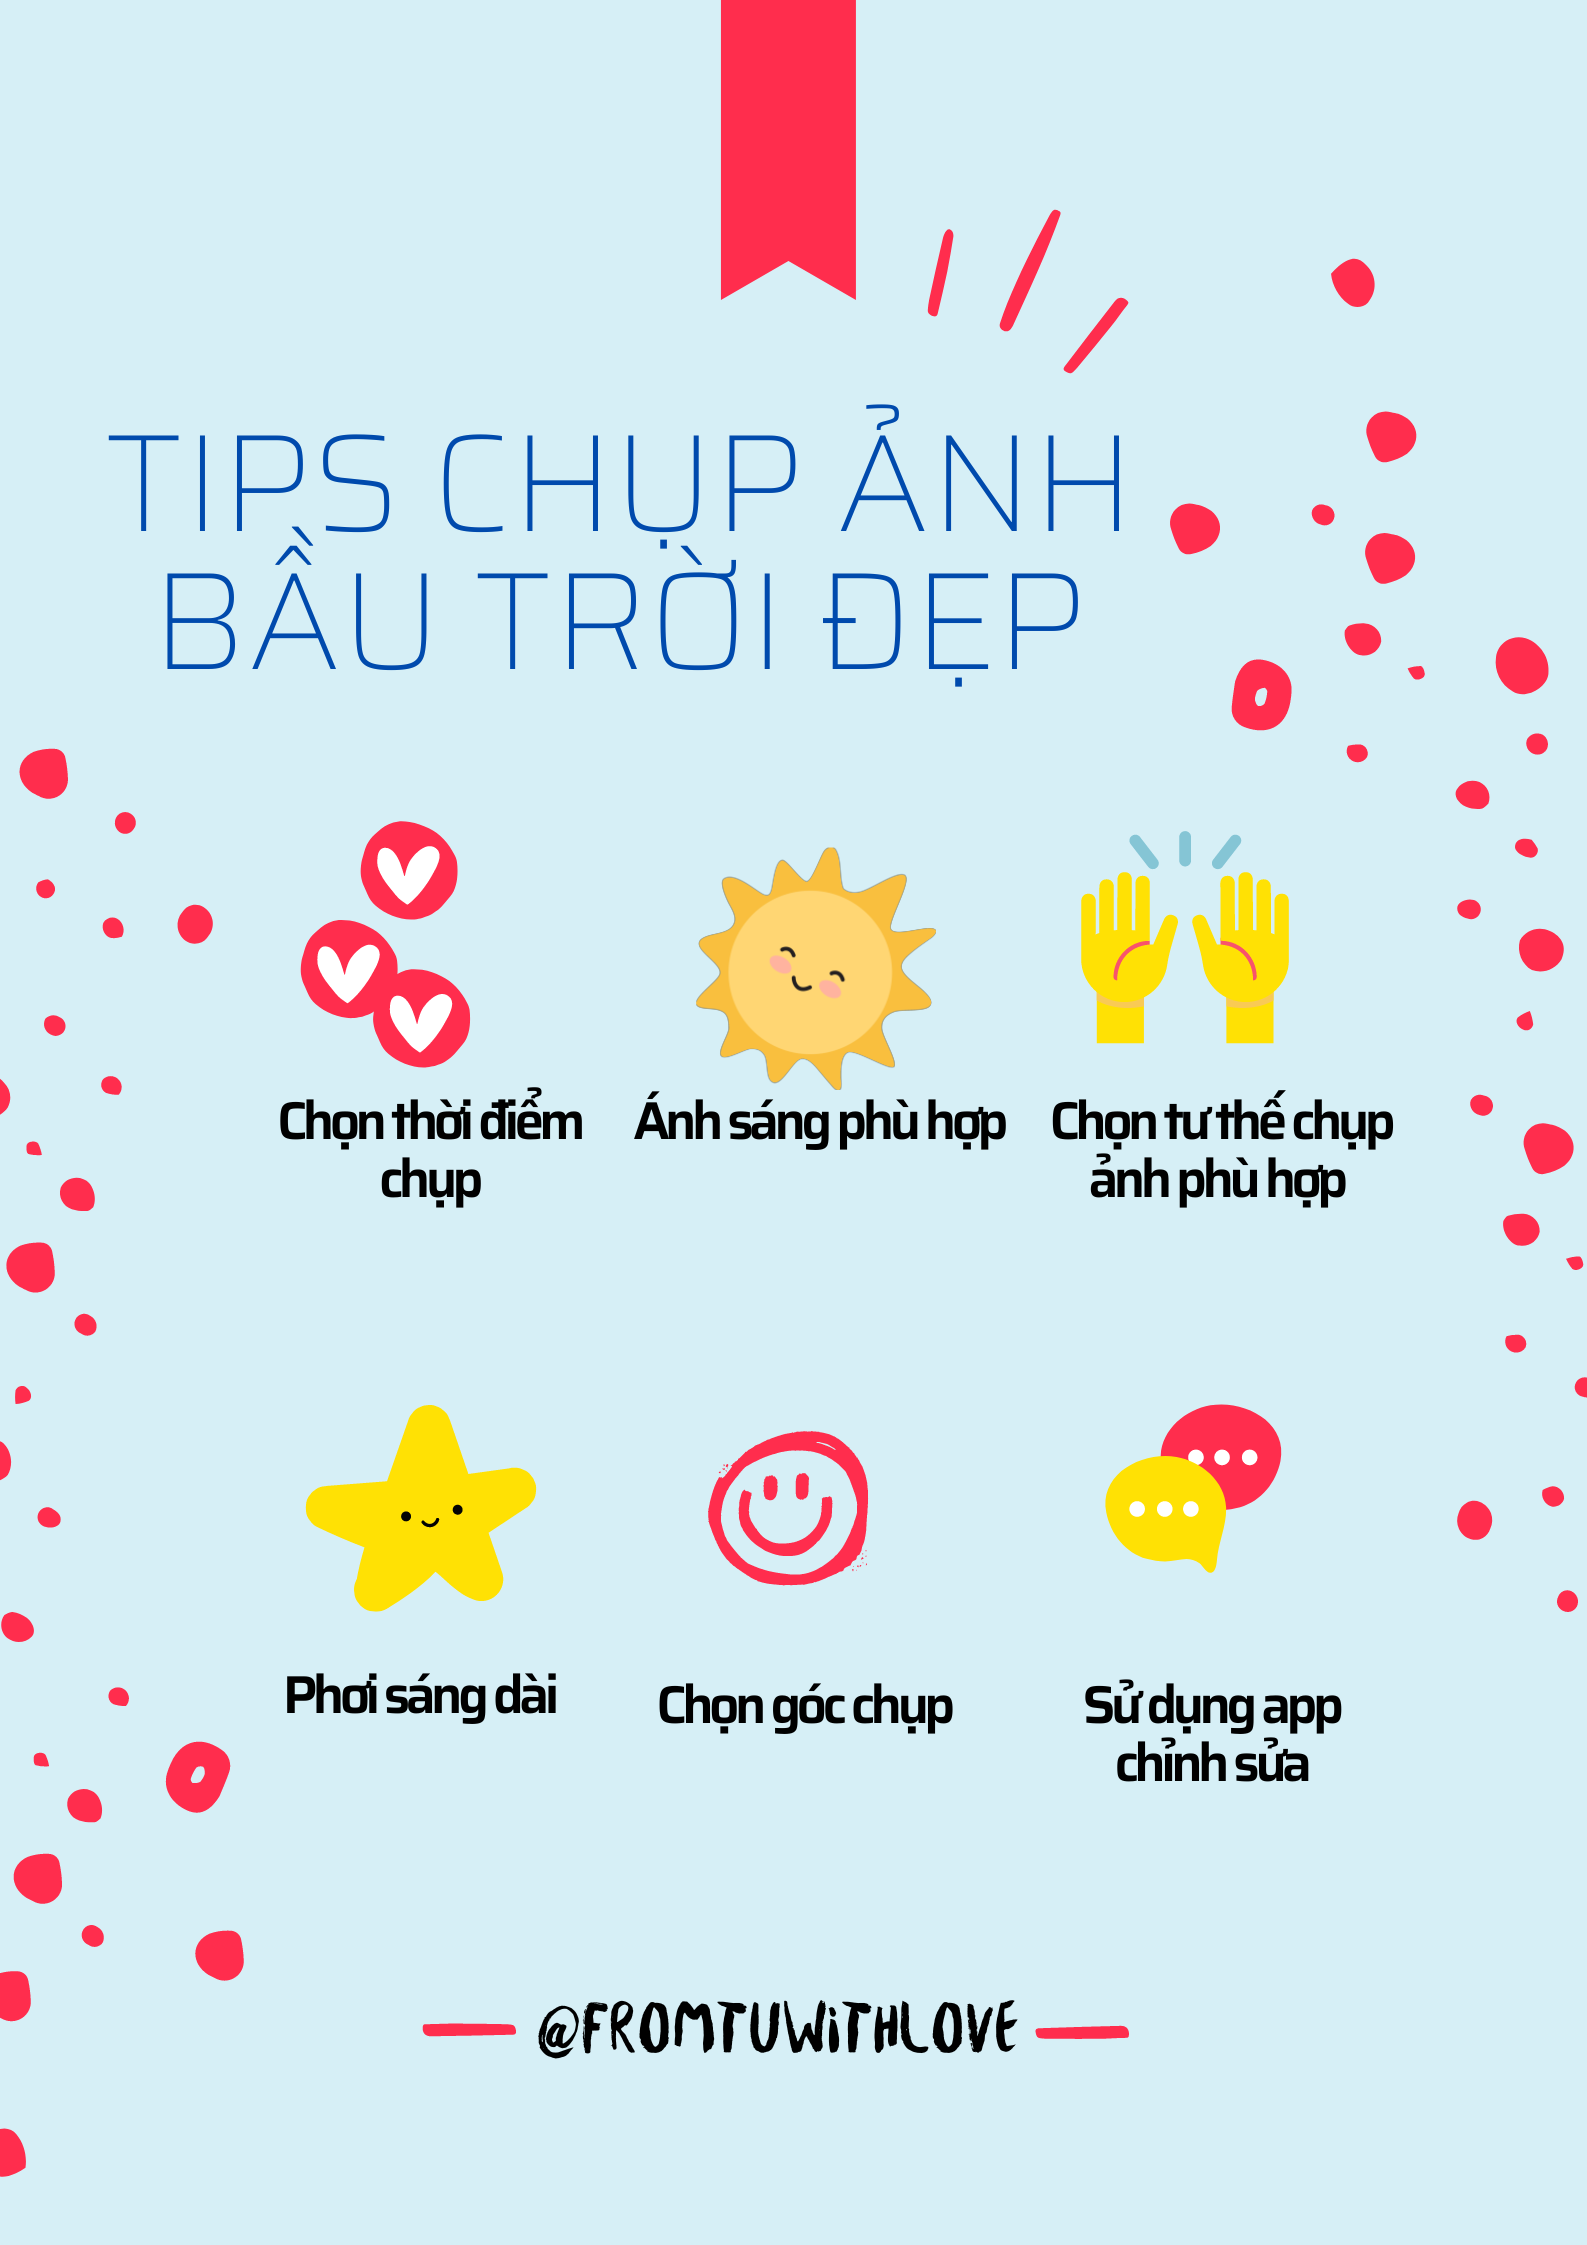 TIPS CHỤP ẢNH
BẦU TRỜI ĐẸP
Chọn thời điểm
chụp
Ánh sáng phù hợp
Chọn tư thế chụp
ảnh phù hợp
Phơi sáng dài
Chọn góc chụp
Sử dụng app
chỉnh sửa
@FROMTUWiTHLOVE